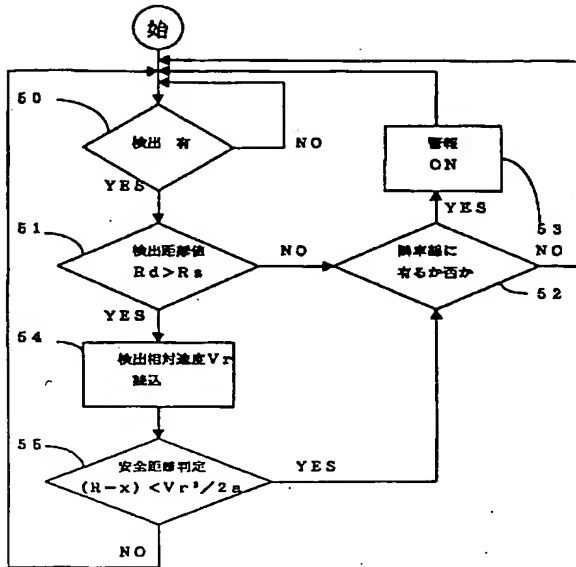 始
50
検出 有
NO
YES
警報
ON
53
YES
51
検出距離値
Rd>Rs
NO
隣車線に
有るか否か
NO
52
YES
54
検出相対速度Vr
読込
55
安全距離判定
(R-x)<Vr²/2a
YES
NO